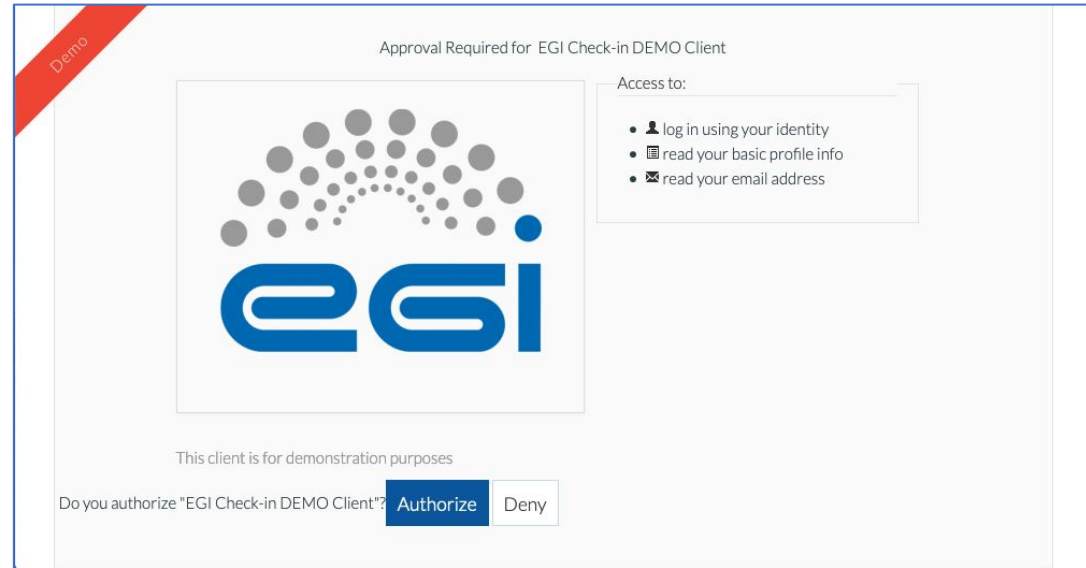 Demo
Approval Required for EGI Check-in DEMO Client
Access to:
log in using your identity
read your basic profile info
read your email address
egi
This client is for demonstration purposes
Do you authorize "EGI Check-in DEMO Client"? Authorize Deny